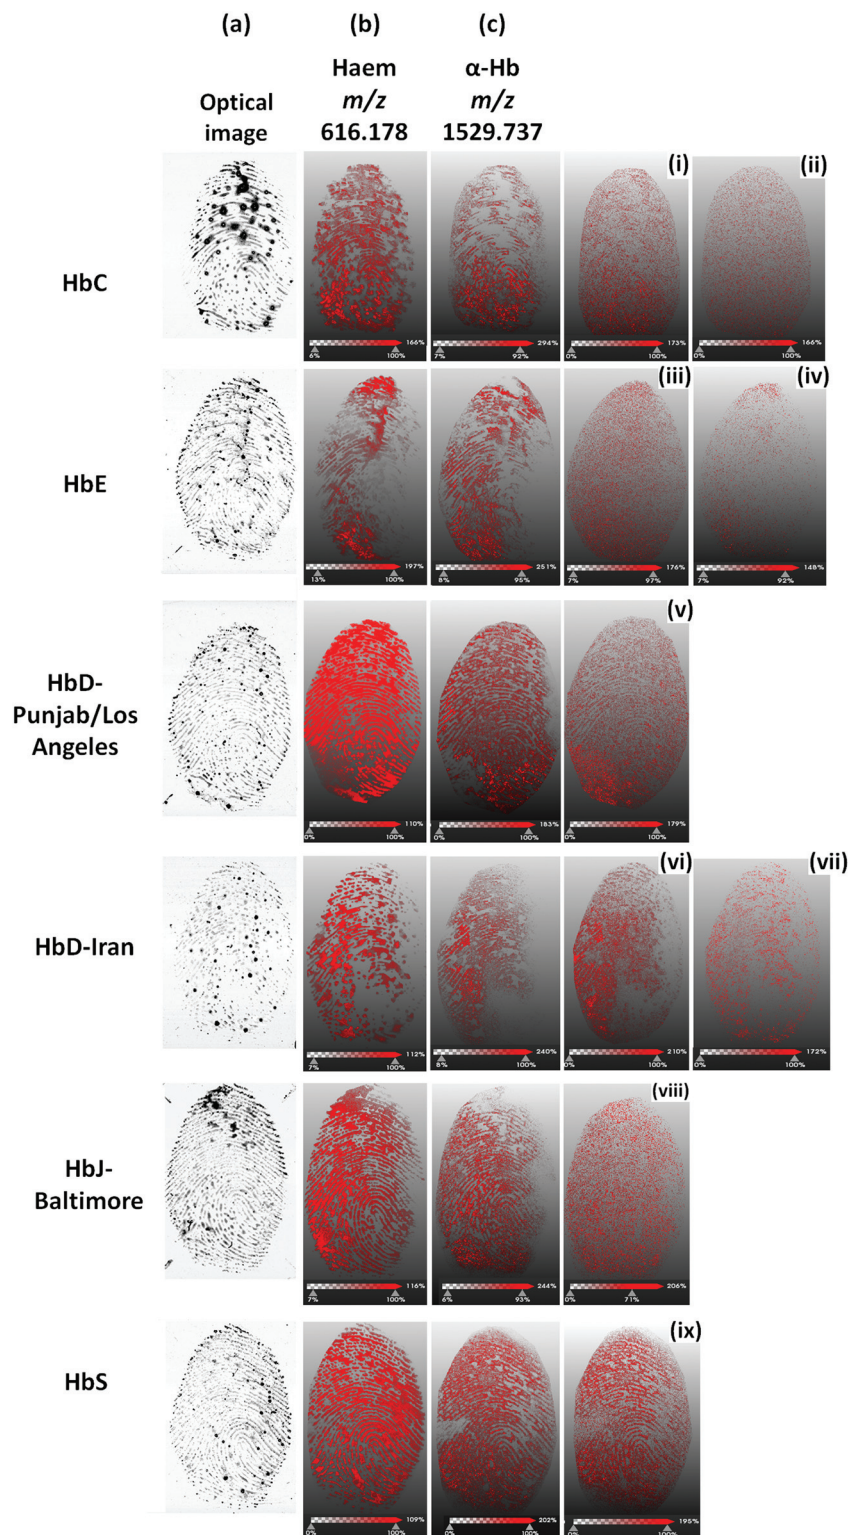 (a) (b) (c)
Optical
image
Haem
m/z
616.178
α-Hb
m/z
1529.737
(i) (ii)
HbC
166% 294% 173% 166%
6% 100% 7% 92% 0% 100% 0% 100%
(iii) (iv)
HbE
197% 251% 176% 148%
13% 100% 8% 95% 7% 97% 7% 92%
(v)
HbD-
Punjab/Los
Angeles
110% 183% 179%
0% 100% 0% 100% 0% 100%
(vi) (vii)
HbD-Iran
112% 240% 210% 172%
7% 100% 8% 100% 0% 100% 0% 100%
(viii)
HbJ-
Baltimore
116% 244% 206%
7% 100% 6% 93% 0% 71%
(ix)
HbS
109% 202% 195%
0% 100% 0% 100% 0% 100%